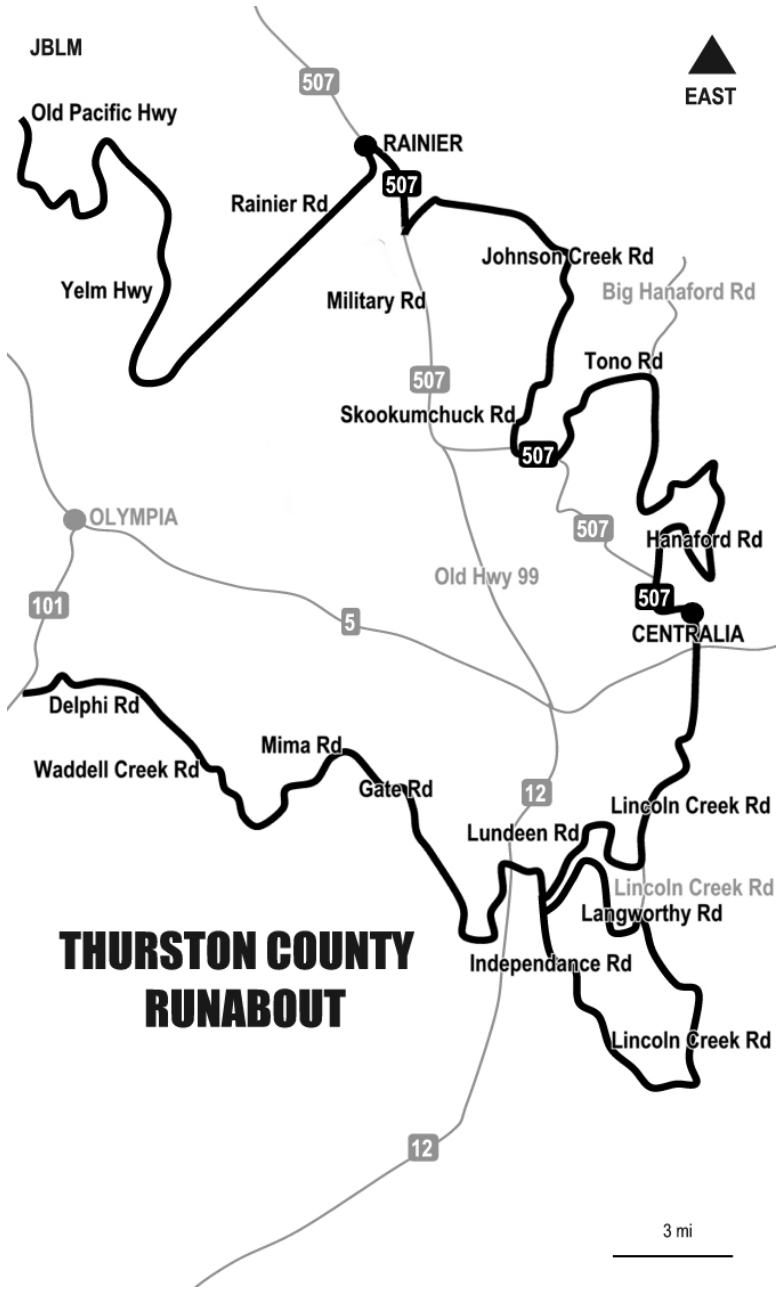 JBLM
507
EAST
Old Pacific Hwy
RAINIER
507
Rainier Rd
Johnson Creek Rd
Yelm Hwy
Military Rd
Big Hanaford Rd
Tono Rd
507
Skookumchuck Rd
507
OLYMPIA
507
Hanaford Rd
Old Hwy 99
101
507
5
CENTRALIA
Delphi Rd
Mima Rd
Waddell Creek Rd
Gate Rd
12
Lincoln Creek Rd
Lundeen Rd
Lincoln Creek Rd
Langworthy Rd
THURSTON COUNTY
RUNABOUT
Independance Rd
Lincoln Creek Rd
12
3 mi